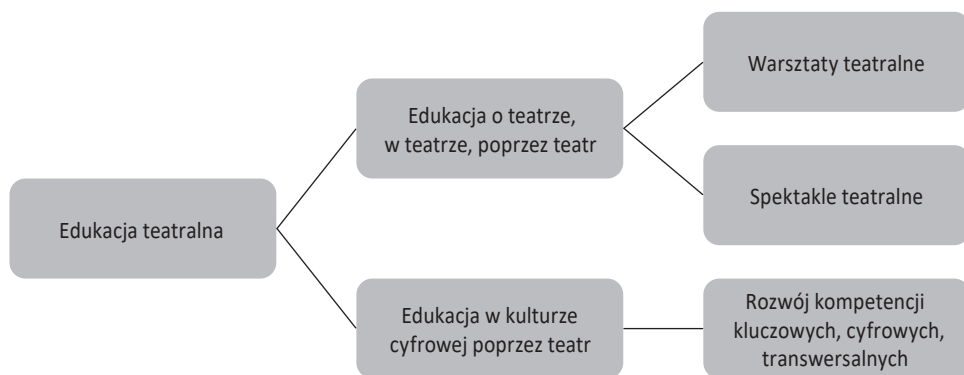 Edukacja teatralna
Edukacja o teatrze,
w teatrze, poprzez teatr
Warsztaty teatralne
Spektakle teatralne
Edukacja w kulturze
cyfrowej poprzez teatr
Rozwój kompetencji
kluczowych, cyfrowych,
transwersalnych